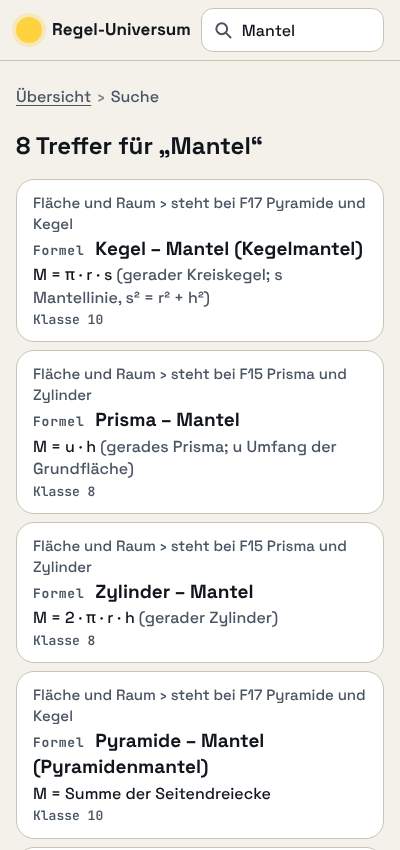 Regel-Universum
Mantel
Übersicht > Suche
8 Treffer für „Mantel“
Fläche und Raum > steht bei F17 Pyramide und
Kegel
Formel Kegel – Mantel (Kegelmantel)
M = π · r · s (gerader Kreiskegel; s
Mantellinie, s² = r² + h²)
Klasse 10
Fläche und Raum > steht bei F15 Prisma und
Zylinder
Formel Prisma – Mantel
M = u · h (gerades Prisma; u Umfang der
Grundfläche)
Klasse 8
Fläche und Raum > steht bei F15 Prisma und
Zylinder
Formel Zylinder – Mantel
M = 2 · π · r · h (gerader Zylinder)
Klasse 8
Fläche und Raum > steht bei F17 Pyramide und
Kegel
Formel Pyramide – Mantel
(Pyramidenmantel)
M = Summe der Seitendreiecke
Klasse 10